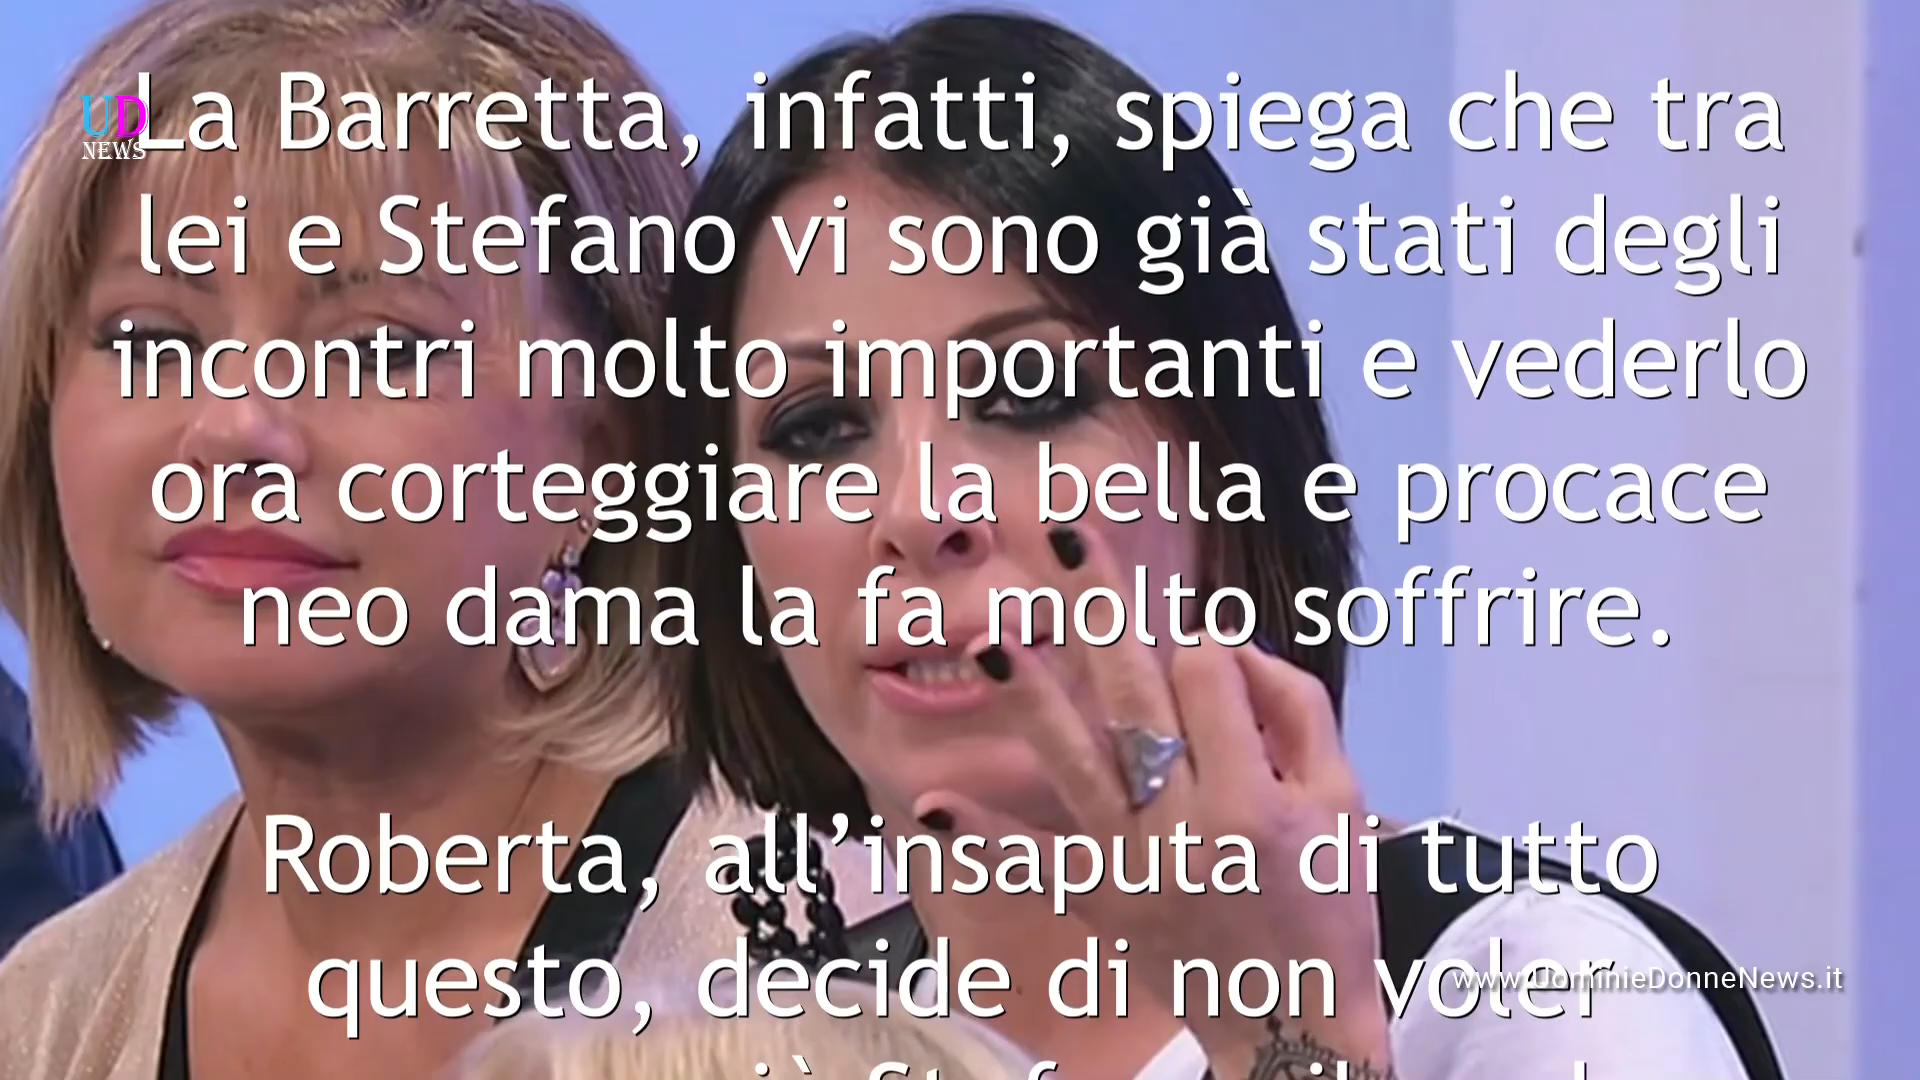 UD
NEWS
La Barretta, infatti, spiega che tra
lei e Stefano vi sono già stati degli
incontri molto importanti e vederlo
ora corteggiare la bella e procace
neo dama la fa molto soffrire.
Roberta, all’insaputa di tutto
questo, decide di non voler
www.UominieDonneNews.it